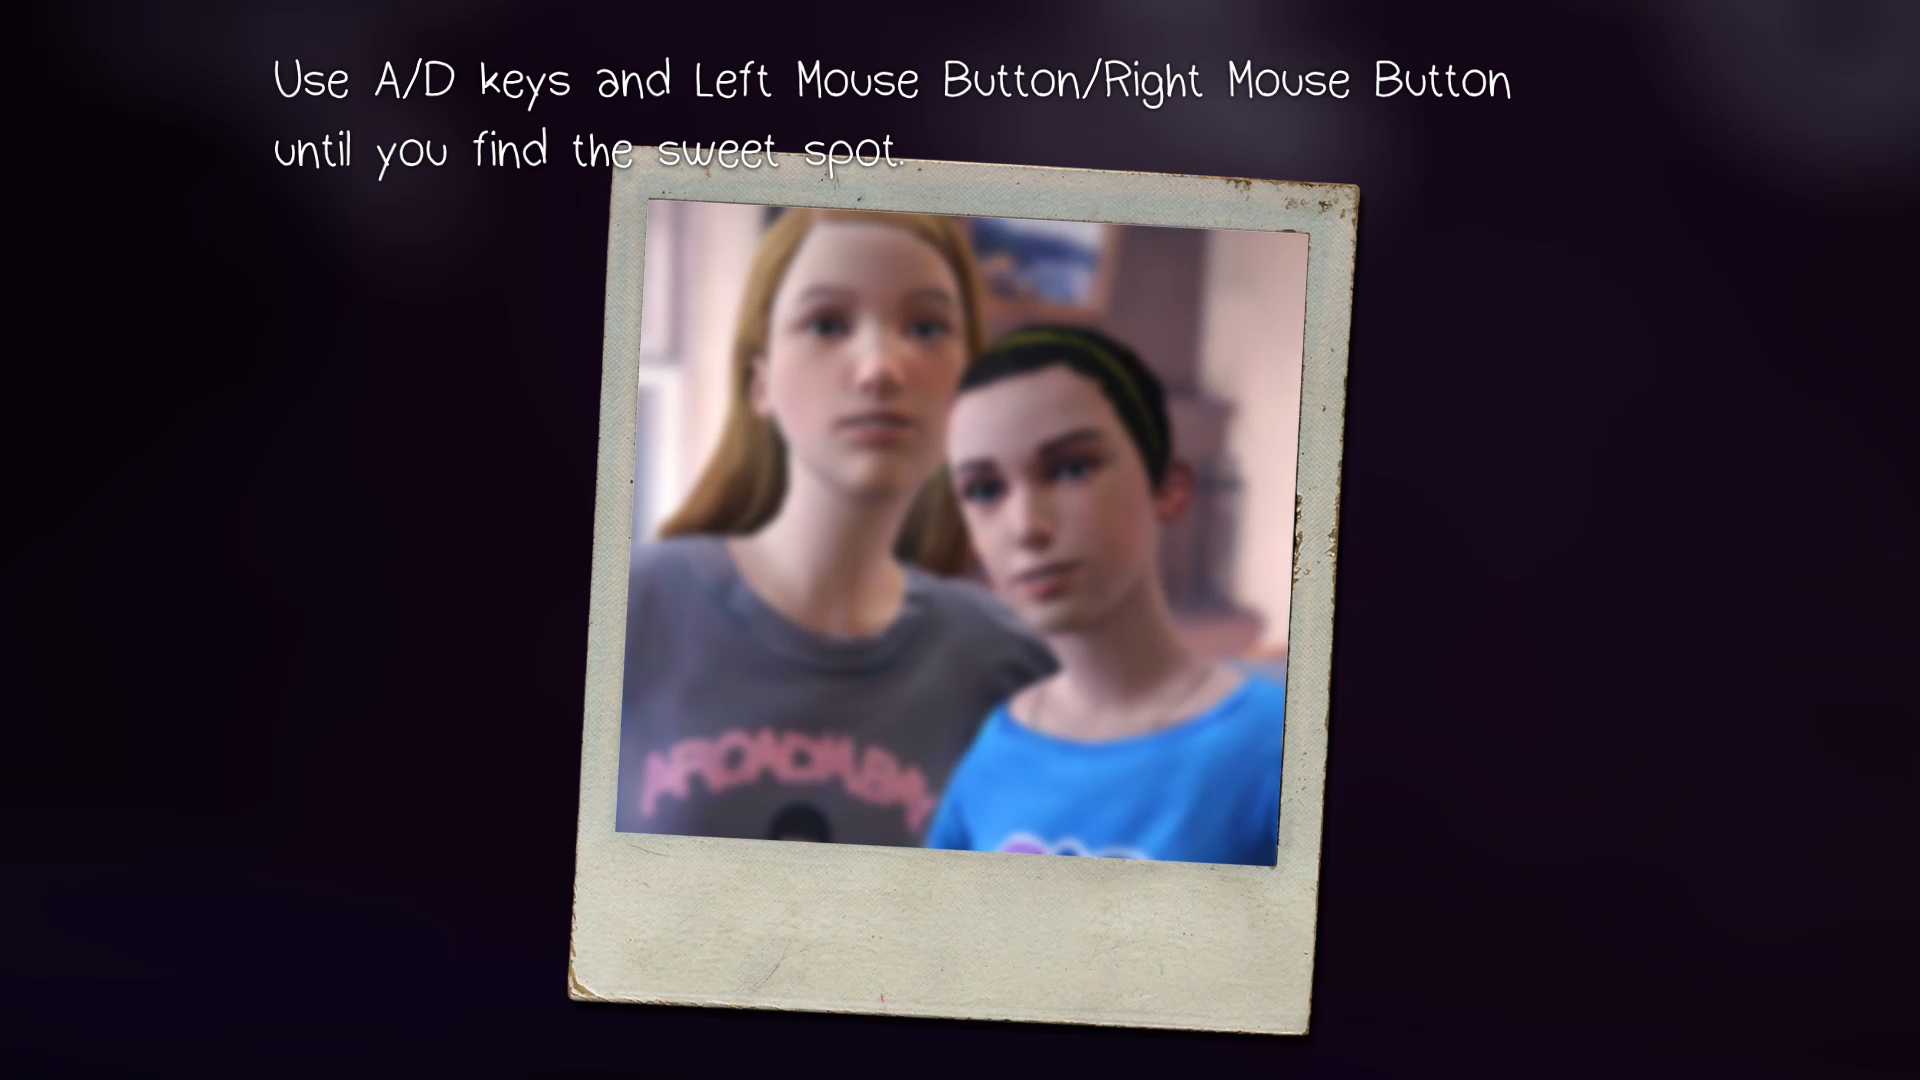 Use A/D keys and Left Mouse Button/Right Mouse Button
until you find the sweet spot.
ARCADIA BAY